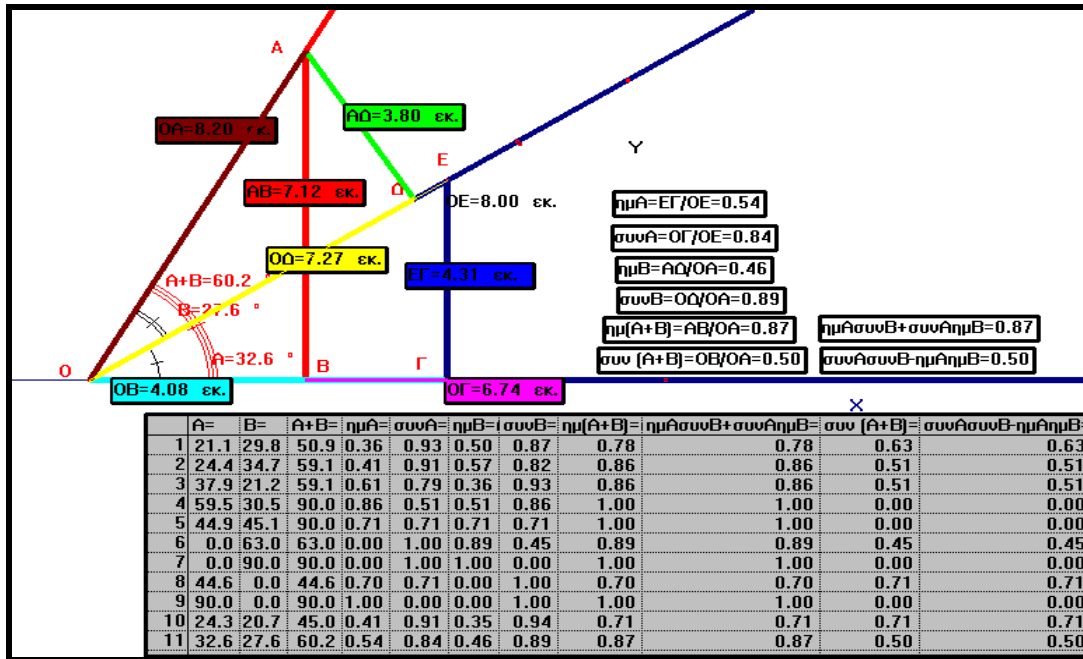 A
ΑΔ=3.80 εκ.
ΟΑ=8.20 εκ.
Y
E
ΑΒ=7.12 εκ.
Δ
ΟΕ=8.00 εκ.
ημΑ=ΕΓ/ΟΕ=0.54
συνΑ=ΟΓ/ΟΕ=0.84
ΟΔ=7.27 εκ.
ΕΓ=4.31 εκ.
ημΒ=ΑΔ/ΟΑ=0.46
Α+Β=60.2 °
συνΒ=ΟΔ/ΟΑ=0.89
Β=27.6 °
ημ(Α+Β)=ΑΒ/ΟΑ=0.87 ημΑσυνΒ+συνΑημΒ=0.87
Α=32.6 °
συν (Α+Β)=ΟΒ/ΟΑ=0.50 συνΑσυνΒ-ημΑημΒ=0.50
Ο Β Γ
ΟΒ=4.08 εκ. ΟΓ=6.74 εκ.
X
Α= Β= Α+Β= ημΑ= συνΑ= ημΒ= συνΒ= ημ(Α+Β)= ημΑσυνΒ+συνΑημΒ= συν (Α+Β)= συνΑσυνΒ-ημΑημΒ=
1 21.1 29.8 50.9 0.36 0.93 0.50 0.87 0.78 0.78 0.63 0.63
2 24.4 34.7 59.1 0.41 0.91 0.57 0.82 0.86 0.86 0.51 0.51
3 37.9 21.2 59.1 0.61 0.79 0.36 0.93 0.86 0.86 0.51 0.51
4 59.5 30.5 90.0 0.86 0.51 0.51 0.86 1.00 1.00 0.00 0.00
5 44.9 45.1 90.0 0.71 0.71 0.71 0.71 1.00 1.00 0.00 0.00
6 0.0 63.0 63.0 0.00 1.00 0.89 0.45 0.89 0.89 0.45 0.45
7 0.0 90.0 90.0 0.00 1.00 1.00 0.00 1.00 1.00 0.00 0.00
8 44.6 0.0 44.6 0.70 0.71 0.00 1.00 0.70 0.70 0.71 0.71
9 90.0 0.0 90.0 1.00 0.00 0.00 1.00 1.00 1.00 0.00 0.00
10 24.3 20.7 45.0 0.41 0.91 0.35 0.94 0.71 0.71 0.71 0.71
11 32.6 27.6 60.2 0.54 0.84 0.46 0.89 0.87 0.87 0.50 0.50